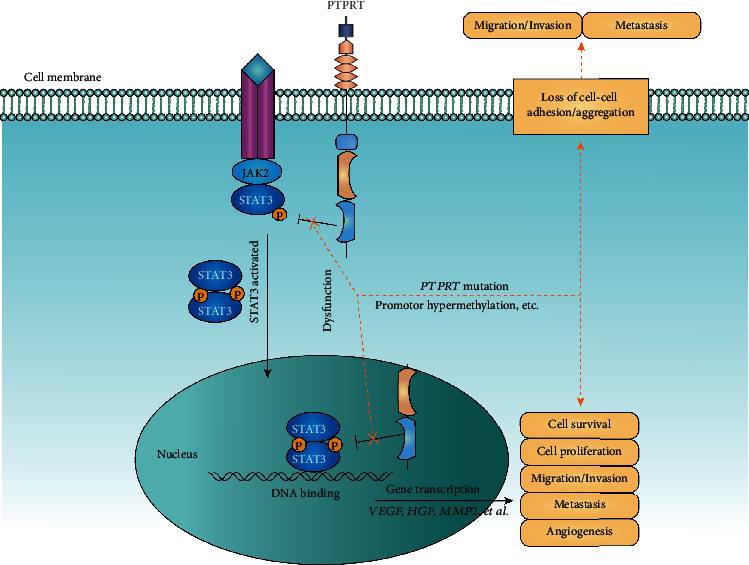 PTPRT
Migration/Invasion
Metastasis
Cell membrane
Loss of cell-cell
adhesion/aggregation
JAK2
STAT3
P
STAT3 activated
STAT3
P
P
STAT3
Dysfunction
PTPRT mutation
Promotor hypermethylation, etc.
Nucleus
STAT3
P
P
STAT3
DNA binding
Gene transcription
VEGF, HGF, MMP2, et al.
Cell survival
Cell proliferation
Migration/Invasion
Metastasis
Angiogenesis